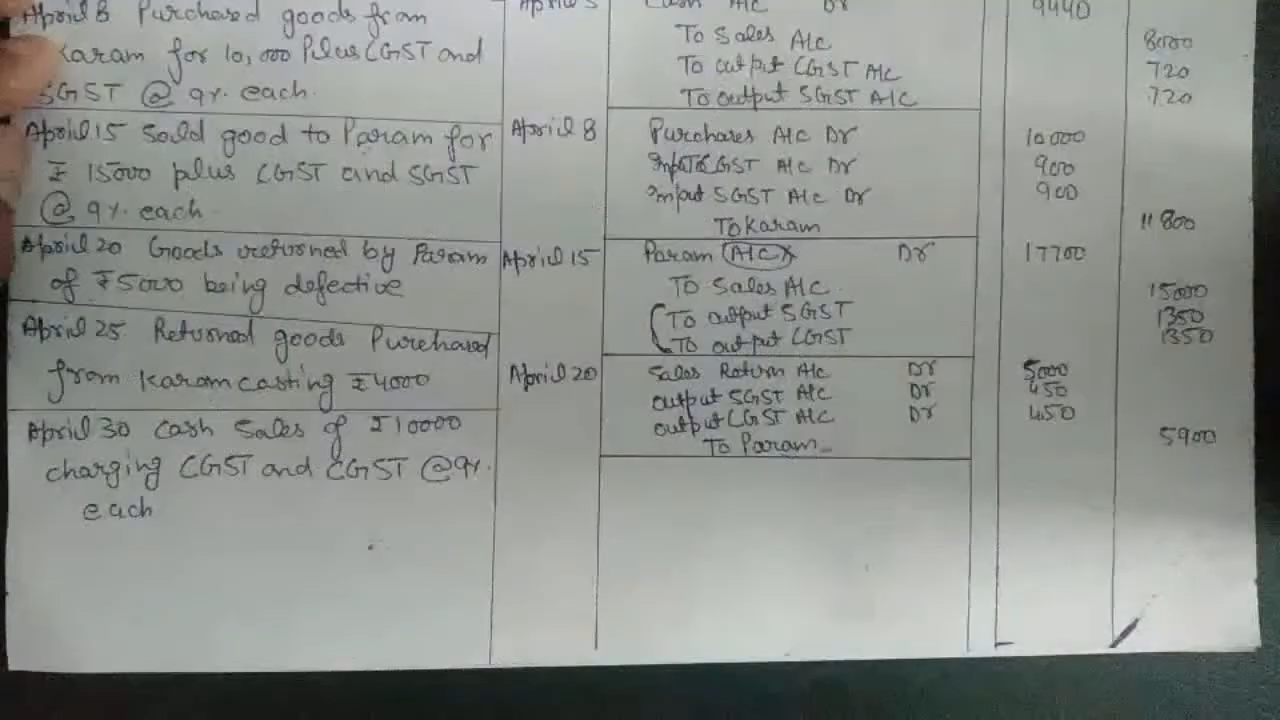 April 8 Purchased goods from
Karam for 10,000 Plus CGST and
SGST @ 9%. each.
April 15 Sold good to Param for
₹ 15000 plus CGST and SGST
@ 9%. each.
April 20 Goods returned by Param
of ₹5000 being defective
April 25 Returned goods Purchased
from Karam casting ₹4000
April 30 Cash Sales of ₹10000
charging CGST and CGST @9%.
each
April 5 Cash A/c Dr 9440
To Sales A/c 8000
To output CGST A/c 720
To output SGST A/c 720
April 8 Purchases A/c Dr 10000
Input CGST A/c Dr 900
Input SGST A/c Dr 900
To Karam 11800
April 15 Param A/c x Dr 17700
To Sales A/c. 15000
To output SGST 1350
To output CGST 1350
April 20 Sales Return A/c Dr 5000
output SGST A/c Dr 450
output CGST A/c Dr 450
To Param 5900